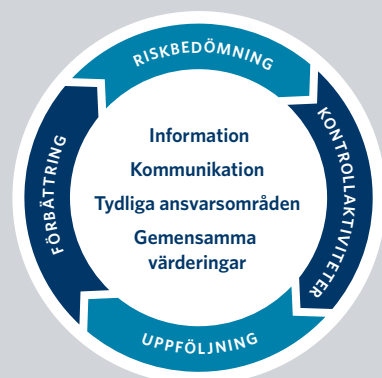 RISKBEDÖMNING
KONTROLLAKTIVITETER
UPPFÖLJNING
FÖRBÄTTRING
Information
Kommunikation
Tydliga ansvarsområden
Gemensamma
värderingar